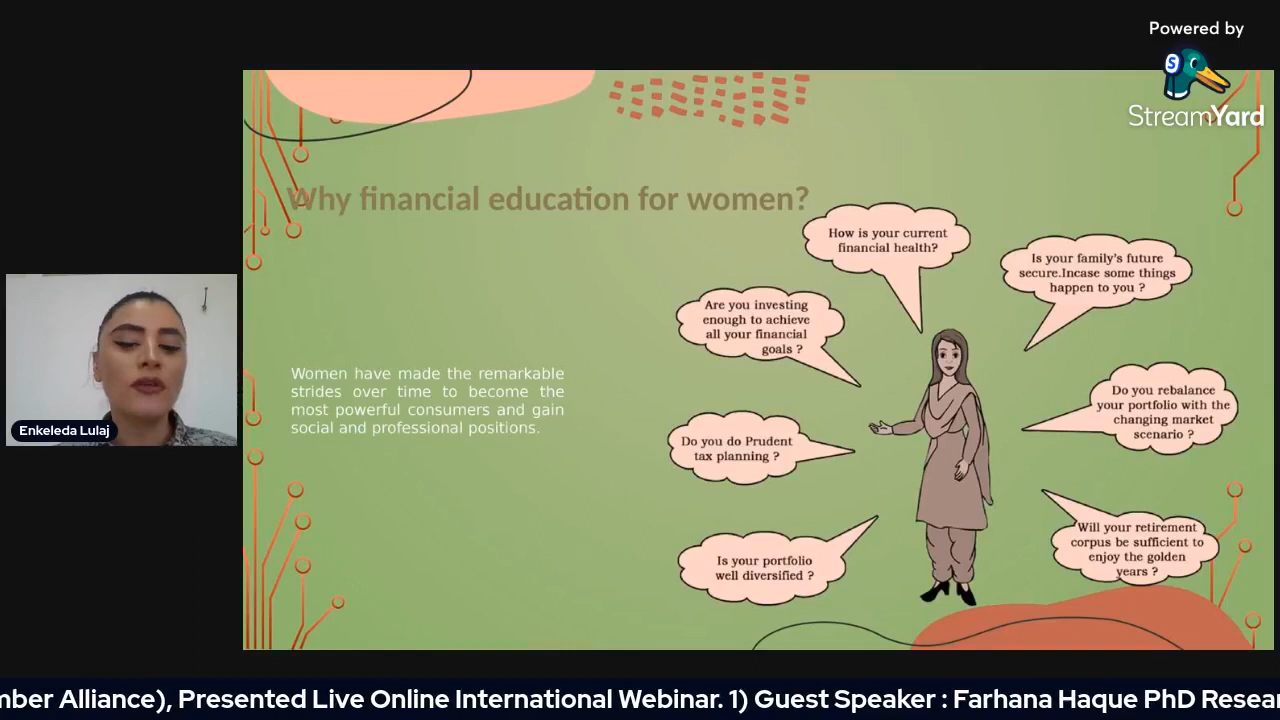 Powered by
StreamYard
Why financial education for women?
How is your current
financial health?
Is your family's future
secure.Incase some things
happen to you ?
Are you investing
enough to achieve
all your financial
goals ?
Women have made the remarkable
strides over time to become the
most powerful consumers and gain
social and professional positions.
Do you rebalance
your portfolio with the
changing market
scenario ?
Do you do Prudent
tax planning ?
Will your retirement
corpus be sufficient to
enjoy the golden
years ?
Is your portfolio
well diversified ?
Enkeleda Lulaj
mber Alliance), Presented Live Online International Webinar. 1) Guest Speaker : Farhana Haque PhD Resea